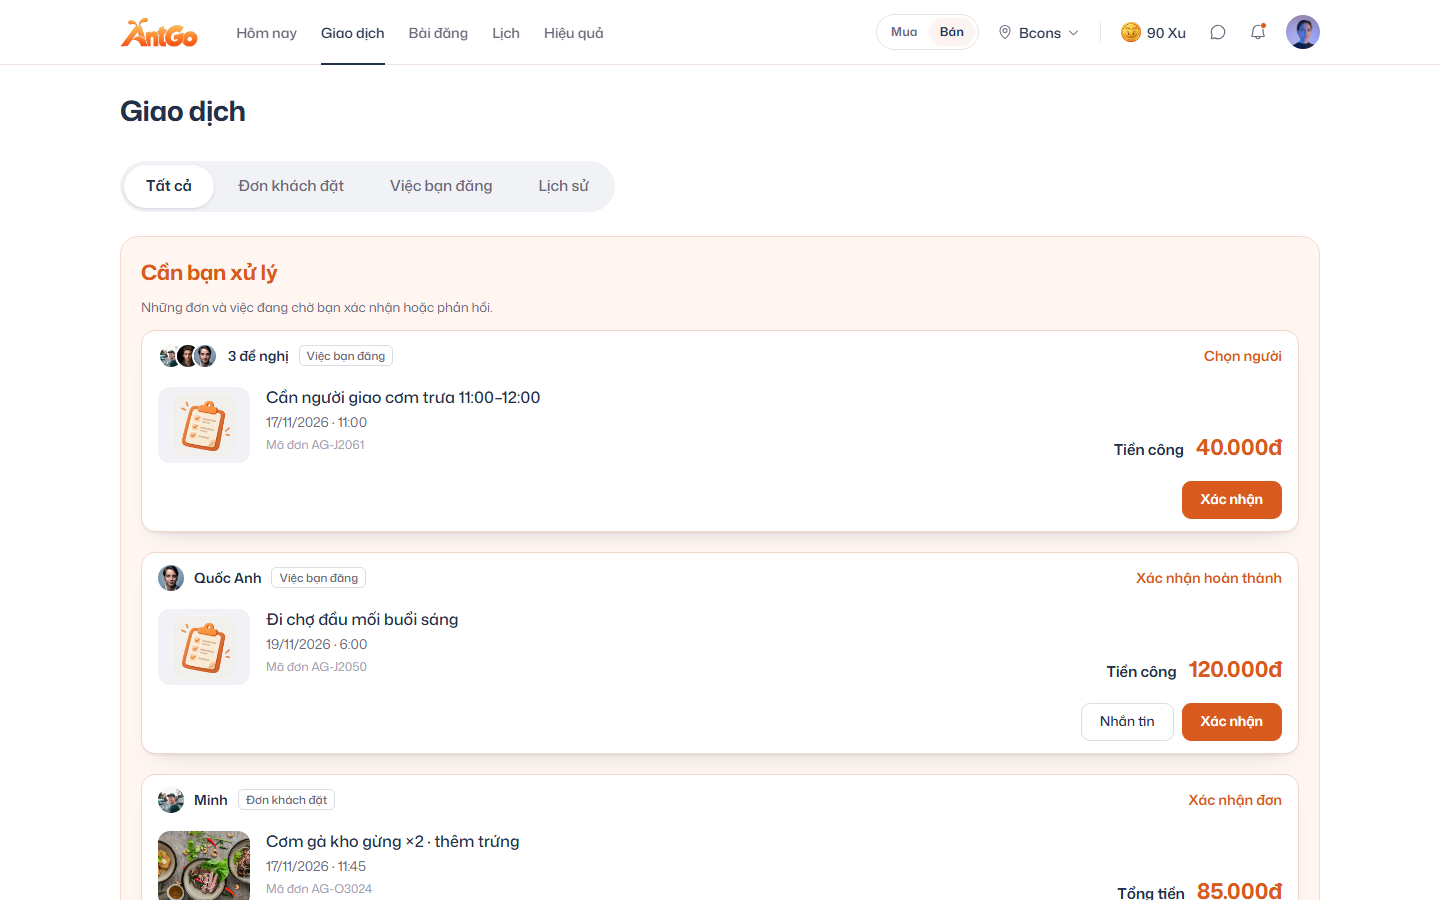 AntGo
Hôm nay
Giao dịch
Bài đăng
Lịch
Hiệu quả
Mua
Bán
Bcons
90 Xu
Giao dịch
Tất cả
Đơn khách đặt
Việc bạn đăng
Lịch sử
Cần bạn xử lý
Những đơn và việc đang chờ bạn xác nhận hoặc phản hồi.
3 đề nghị
Việc bạn đăng
Chọn người
Cần người giao cơm trưa 11:00–12:00
17/11/2026 · 11:00
Mã đơn AG-J2061
Tiền công 40.000đ
Xác nhận
Quốc Anh
Việc bạn đăng
Xác nhận hoàn thành
Đi chợ đầu mối buổi sáng
19/11/2026 · 6:00
Mã đơn AG-J2050
Tiền công 120.000đ
Nhắn tin
Xác nhận
Minh
Đơn khách đặt
Xác nhận đơn
Cơm gà kho gừng ×2 · thêm trứng
17/11/2026 · 11:45
Mã đơn AG-O3024
Tổng tiền 85.000đ